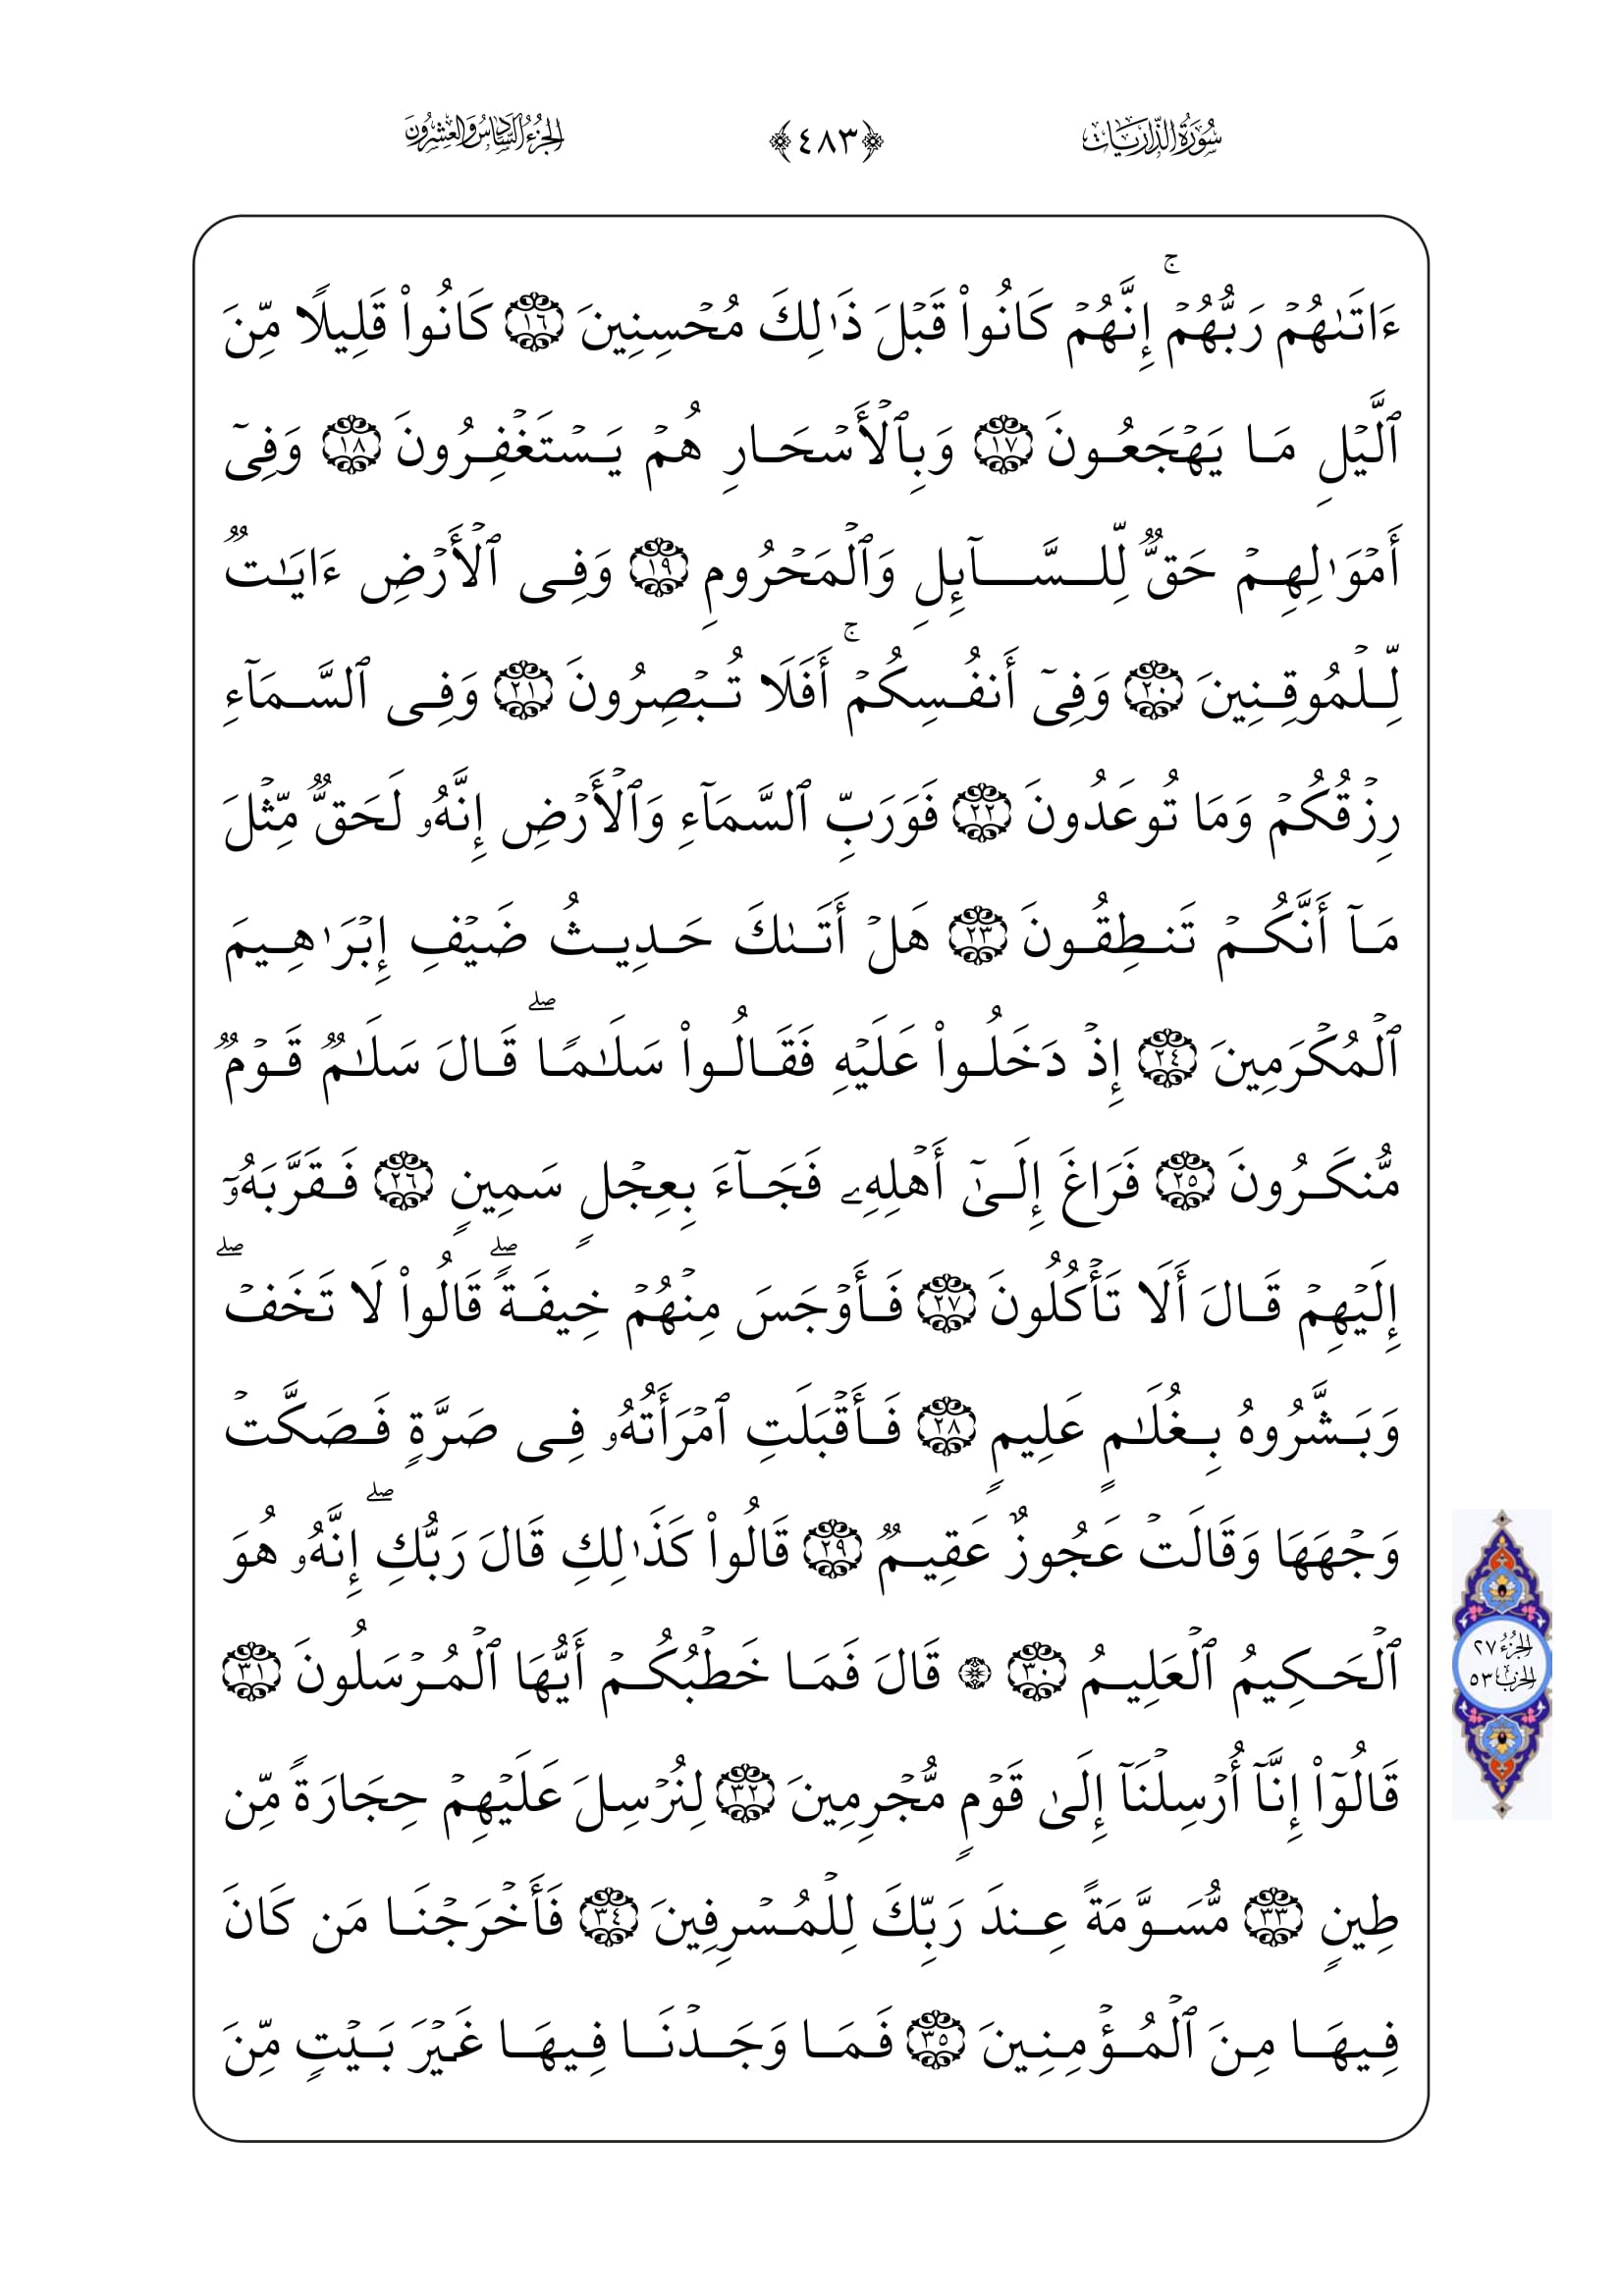 سُورَةُ الذَّارِيَات
﴿٤٨٣﴾
الجُزْءُ السَّادِسُ وَالعِشْرُونَ
ءَاتَىٰهُمۡ رَبُّهُمۡۚ إِنَّهُمۡ كَانُواْ قَبۡلَ ذَٰلِكَ مُحۡسِنِينَ ١٦ كَانُواْ قَلِيلًا مِّنَ
ٱلَّيۡلِ مَا يَهۡجَعُونَ ١٧ وَبِٱلۡأَسۡحَارِ هُمۡ يَسۡتَغۡفِرُونَ ١٨ وَفِىٓ
أَمۡوَٰلِهِمۡ حَقٌّ لِّلسَّآئِلِ وَٱلۡمَحۡرُومِ ١٩ وَفِى ٱلۡأَرۡضِ ءَايَٰتٌ
لِّلۡمُوقِنِينَ ٢٠ وَفِىٓ أَنفُسِكُمۡۚ أَفَلَا تُبۡصِرُونَ ٢١ وَفِى ٱلسَّمَآءِ
رِزۡقُكُمۡ وَمَا تُوعَدُونَ ٢٢ فَوَرَبِّ ٱلسَّمَآءِ وَٱلۡأَرۡضِ إِنَّهُۥ لَحَقٌّ مِّثۡلَ
مَآ أَنَّكُمۡ تَنطِقُونَ ٢٣ هَلۡ أَتَىٰكَ حَدِيثُ ضَيۡفِ إِبۡرَٰهِيمَ
ٱلۡمُكۡرَمِينَ ٢٤ إِذۡ دَخَلُواْ عَلَيۡهِ فَقَالُواْ سَلَٰمًاۖ قَالَ سَلَٰمٌ قَوۡمٌ
مُّنكَرُونَ ٢٥ فَرَاغَ إِلَىٰٓ أَهۡلِهِۦ فَجَآءَ بِعِجۡلٍ سَمِينٍ ٢٦ فَقَرَّبَهُۥٓ
إِلَيۡهِمۡ قَالَ أَلَا تَأۡكُلُونَ ٢٧ فَأَوۡجَسَ مِنۡهُمۡ خِيفَةًۖ قَالُواْ لَا تَخَفۡۖ
وَبَشَّرُوهُ بِغُلَٰمٍ عَلِيمٍ ٢٨ فَأَقۡبَلَتِ ٱمۡرَأَتُهُۥ فِى صَرَّةٍ فَصَكَّتۡ
وَجۡهَهَا وَقَالَتۡ عَجُوزٌ عَقِيمٌ ٢٩ قَالُواْ كَذَٰلِكِ قَالَ رَبُّكِۖ إِنَّهُۥ هُوَ
ٱلۡحَكِيمُ ٱلۡعَلِيمُ ٣٠ ۞ قَالَ فَمَا خَطۡبُكُمۡ أَيُّهَا ٱلۡمُرۡسَلُونَ ٣١
قَالُوٓاْ إِنَّآ أُرۡسِلۡنَآ إِلَىٰ قَوۡمٍ مُّجۡرِمِينَ ٣٢ لِنُرۡسِلَ عَلَيۡهِمۡ حِجَارَةً مِّن
طِينٍ ٣٣ مُّسَوَّمَةً عِندَ رَبِّكَ لِلۡمُسۡرِفِينَ ٣٤ فَأَخۡرَجۡنَا مَن كَانَ
فِيهَا مِنَ ٱلۡمُؤۡمِنِينَ ٣٥ فَمَا وَجَدۡنَا فِيهَا غَيۡرَ بَيۡتٍ مِّنَ
الجُزْءُ ٢٧
الحِزْبُ ٥٣